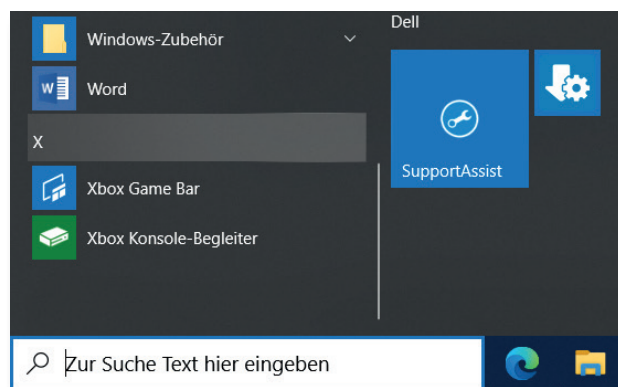 Windows-Zubehör
Word
X
Xbox Game Bar
Xbox Konsole-Begleiter
Dell
SupportAssist
Zur Suche Text hier eingeben